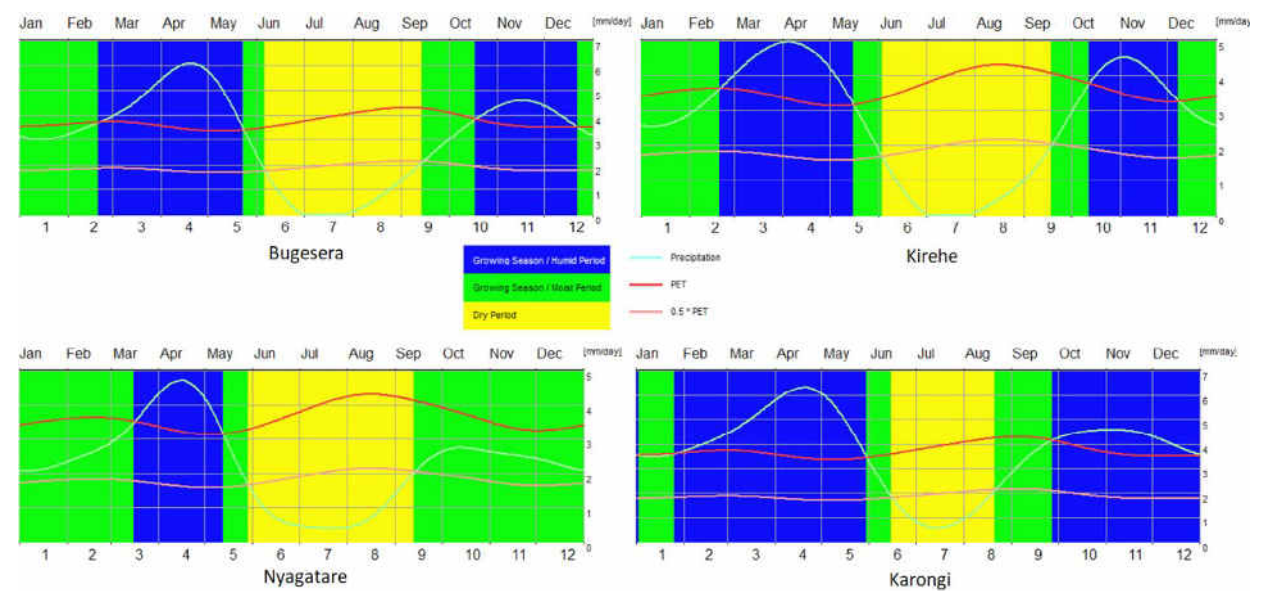 Jan Feb Mar Apr May Jun Jul Aug Sep Oct Nov Dec [mm/day]
7
6
5
4
3
2
1
0
1 2 3 4 5 6 7 8 9 10 11 12
Bugesera
Jan Feb Mar Apr May Jun Jul Aug Sep Oct Nov Dec [mm/day
5
4
3
2
1
0
1 2 3 4 5 6 7 8 9 10 11 12
Kirehe
Growing Season / Humid Period
Growing Season / Moist Period
Dry Period
Precipitation
PET
0.5 * PET
Jan Feb Mar Apr May Jun Jul Aug Sep Oct Nov Dec [mm/day]
5
4
3
2
1
0
1 2 3 4 5 6 7 8 9 10 11 12
Nyagatare
Jan Feb Mar Apr May Jun Jul Aug Sep Oct Nov Dec [mm/day]
7
6
5
4
3
2
1
0
1 2 3 4 5 6 7 8 9 10 11 12
Karongi